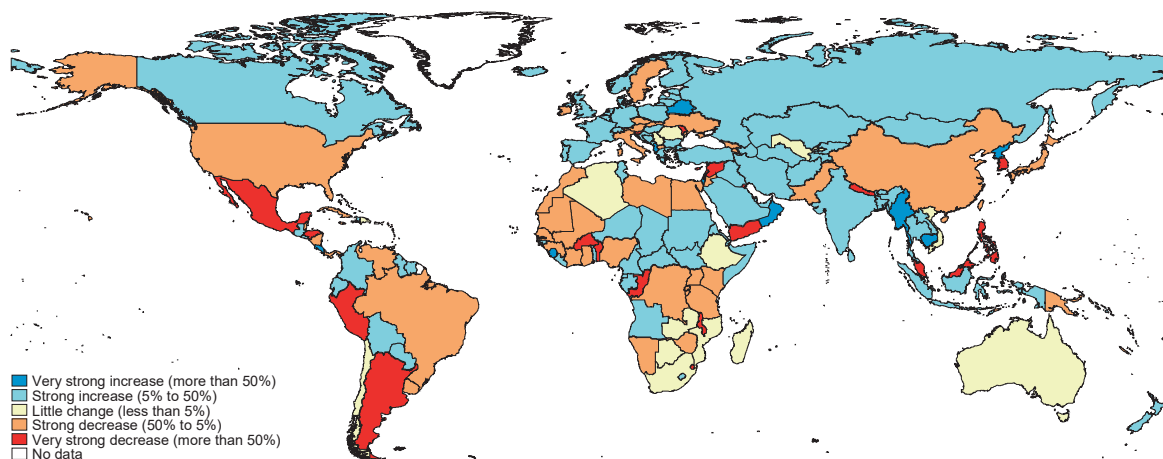 Very strong increase (more than 50%)
Strong increase (5% to 50%)
Little change (less than 5%)
Strong decrease (50% to 5%)
Very strong decrease (more than 50%)
No data